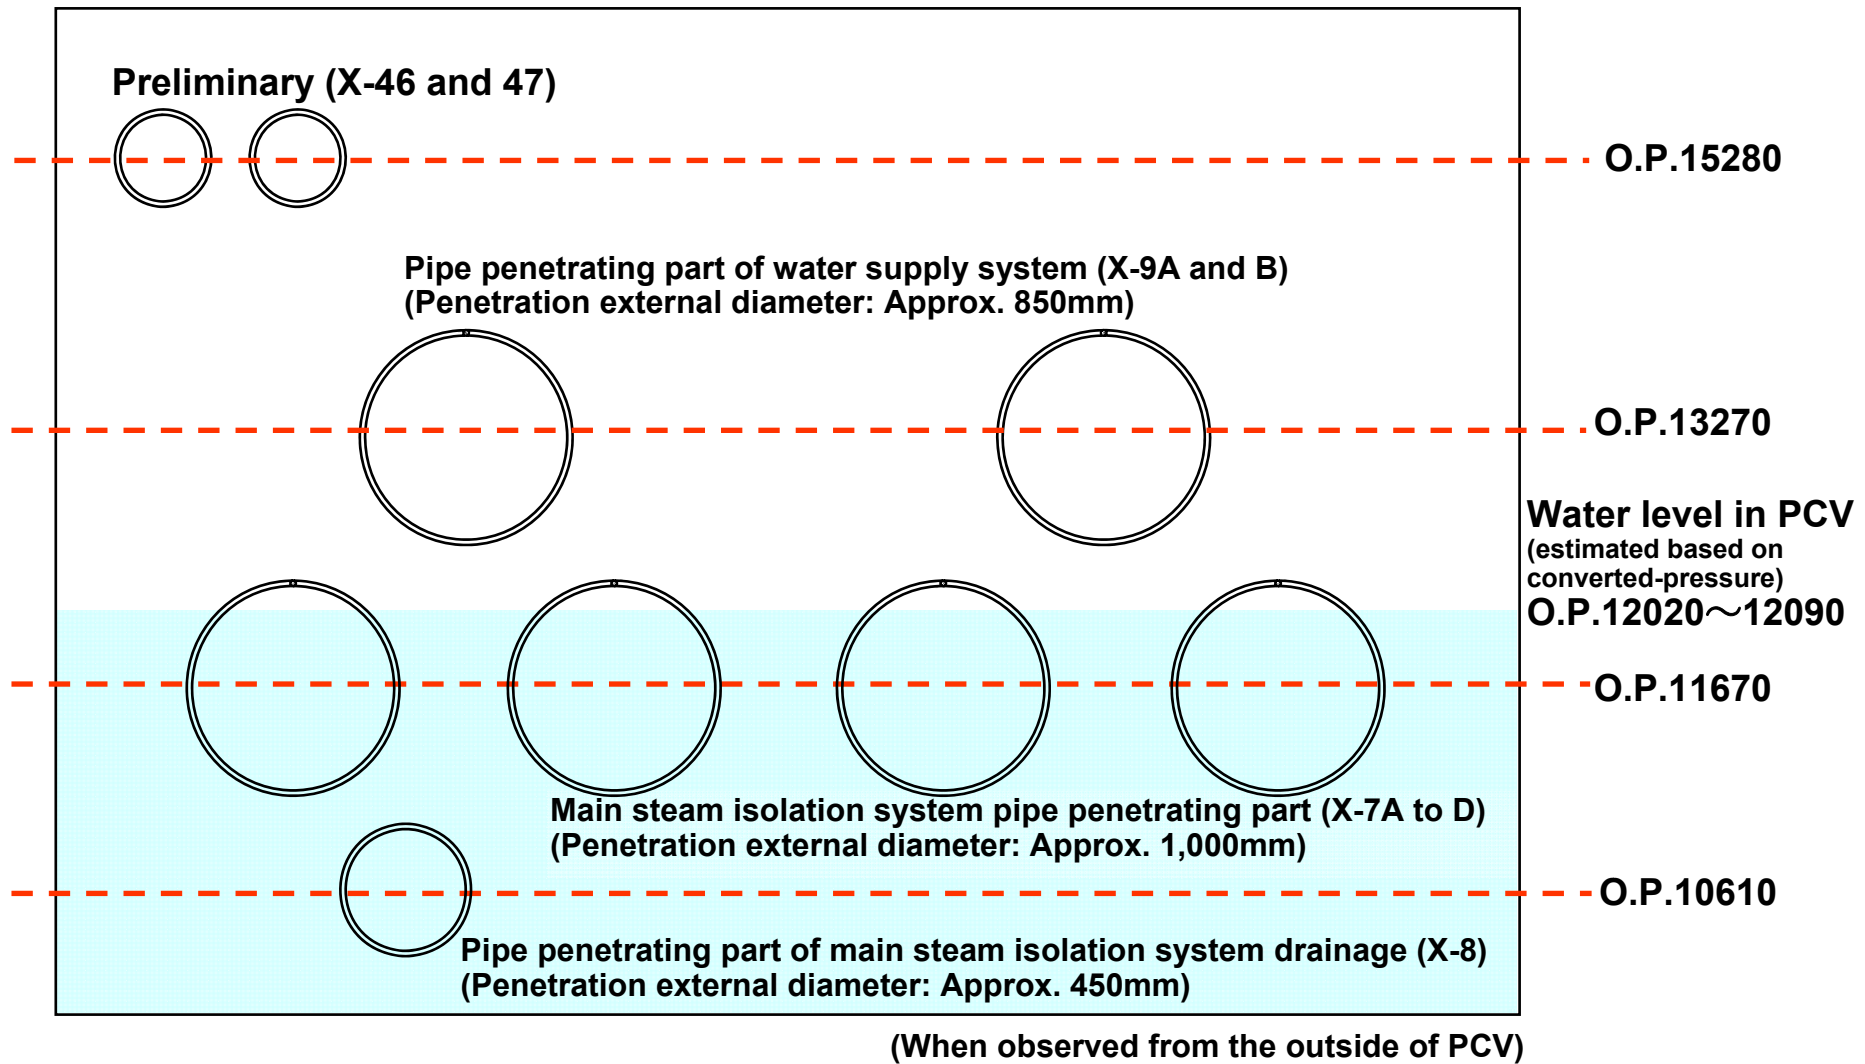 Preliminary (X-46 and 47)
O.P.15280
Pipe penetrating part of water supply system (X-9A and B)
(Penetration external diameter: Approx. 850mm)
O.P.13270
Water level in PCV
(estimated based on
converted-pressure)
O.P.12020～12090
O.P.11670
Main steam isolation system pipe penetrating part (X-7A to D)
(Penetration external diameter: Approx. 1,000mm)
O.P.10610
Pipe penetrating part of main steam isolation system drainage (X-8)
(Penetration external diameter: Approx. 450mm)
(When observed from the outside of PCV)